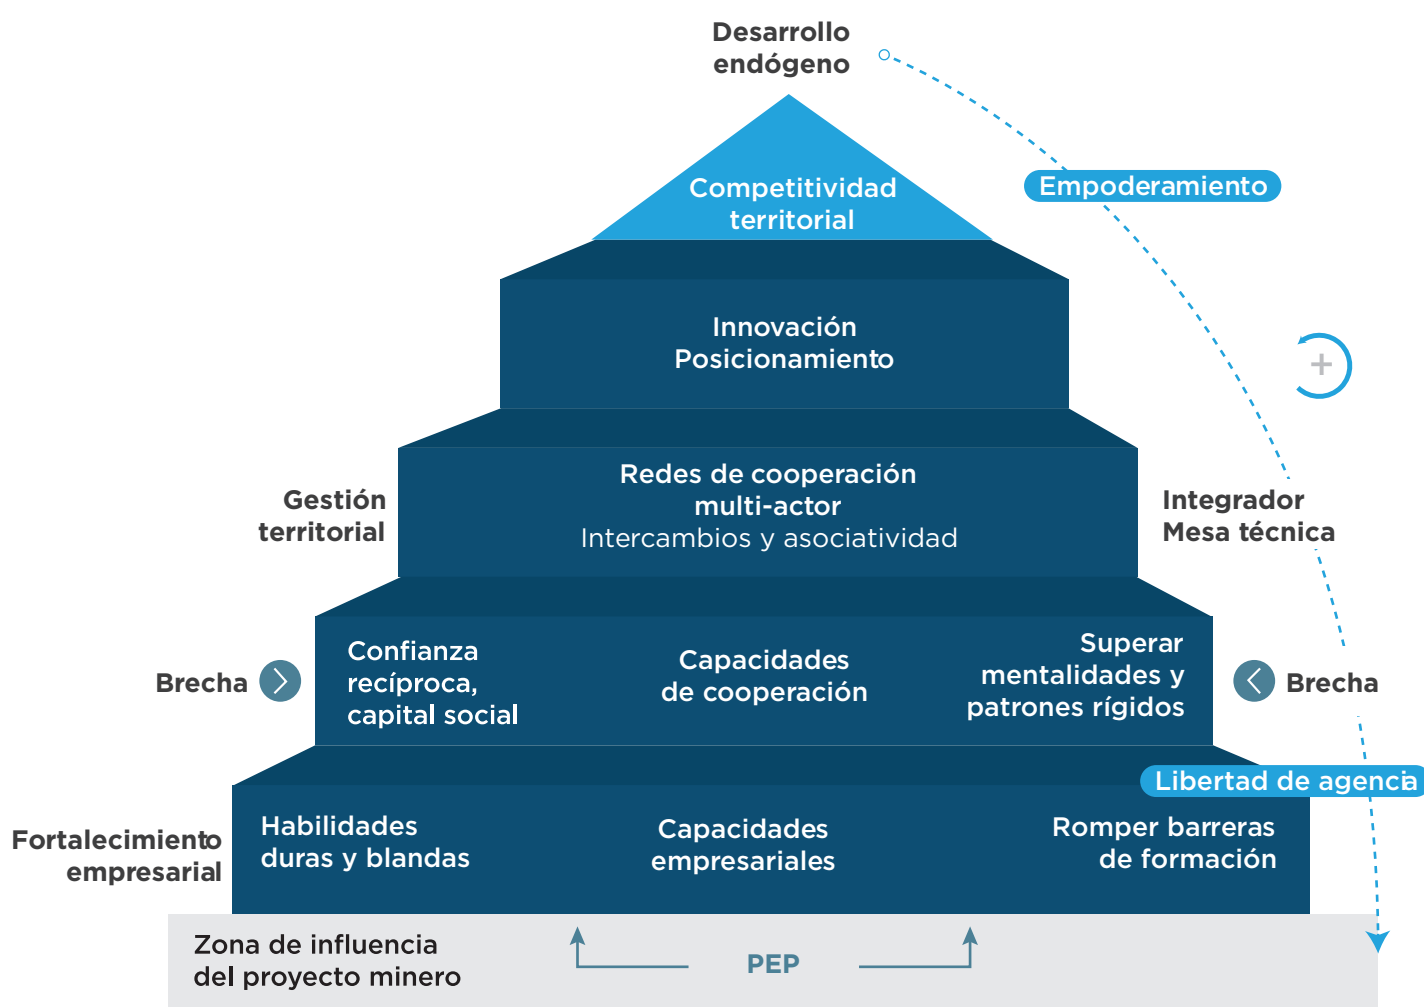 Desarrollo
endógeno
Empoderamiento
Competitividad
territorial
Innovación
Posicionamiento
+
Gestión
territorial
Redes de cooperación
multi-actor
Intercambios y asociatividad
Integrador
Mesa técnica
Brecha
Confianza
recíproca,
capital social
Capacidades
de cooperación
Superar
mentalidades y
patrones rígidos
Brecha
Libertad de agencia
Fortalecimiento
empresarial
Habilidades
duras y blandas
Capacidades
empresariales
Romper barreras
de formación
Zona de influencia
del proyecto minero
PEP